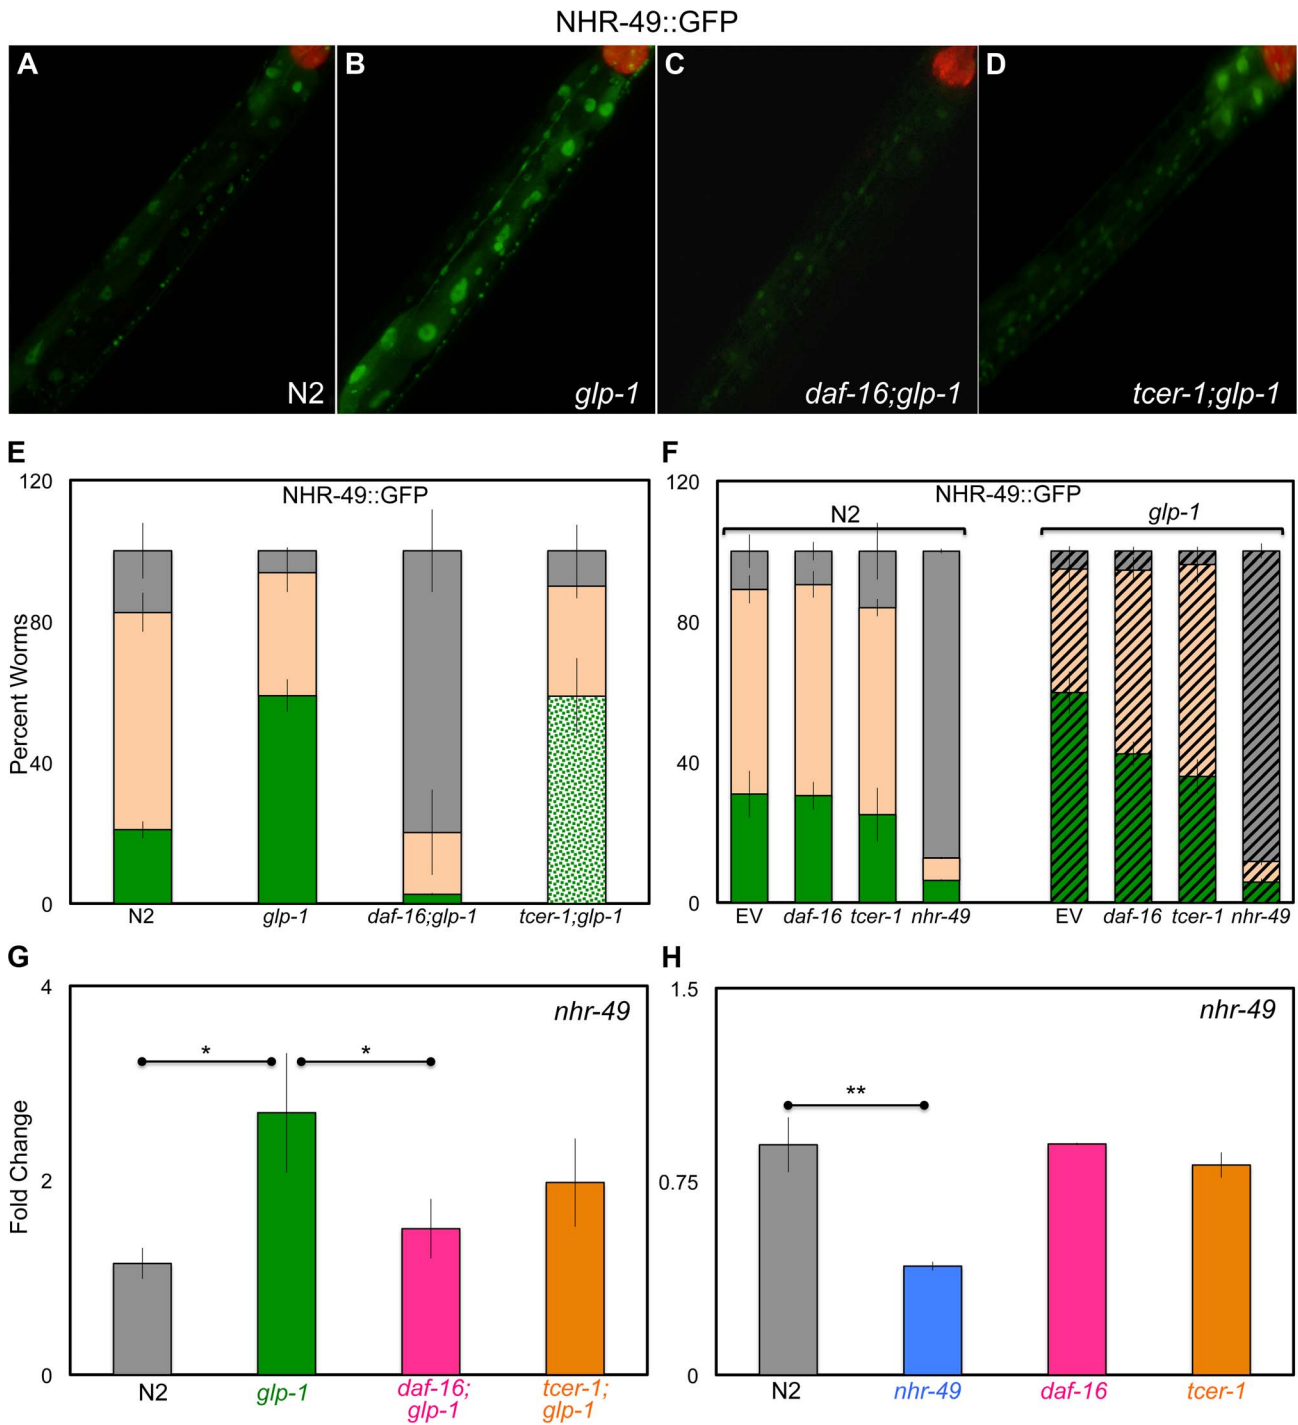 NHR-49::GFP
A B C D
N2 glp-1 daf-16;glp-1 tcer-1;glp-1
E
120
80
40
0
Percent Worms
NHR-49::GFP
N2 glp-1 daf-16;glp-1 tcer-1;glp-1
F
120
80
40
0
NHR-49::GFP
N2 glp-1
EV daf-16 tcer-1 nhr-49 EV daf-16 tcer-1 nhr-49
G
4
2
0
Fold Change
nhr-49
* *
N2 glp-1 daf-16; tcer-1;
glp-1 glp-1
H
1.5
0.75
0
nhr-49
**
N2 nhr-49 daf-16 tcer-1